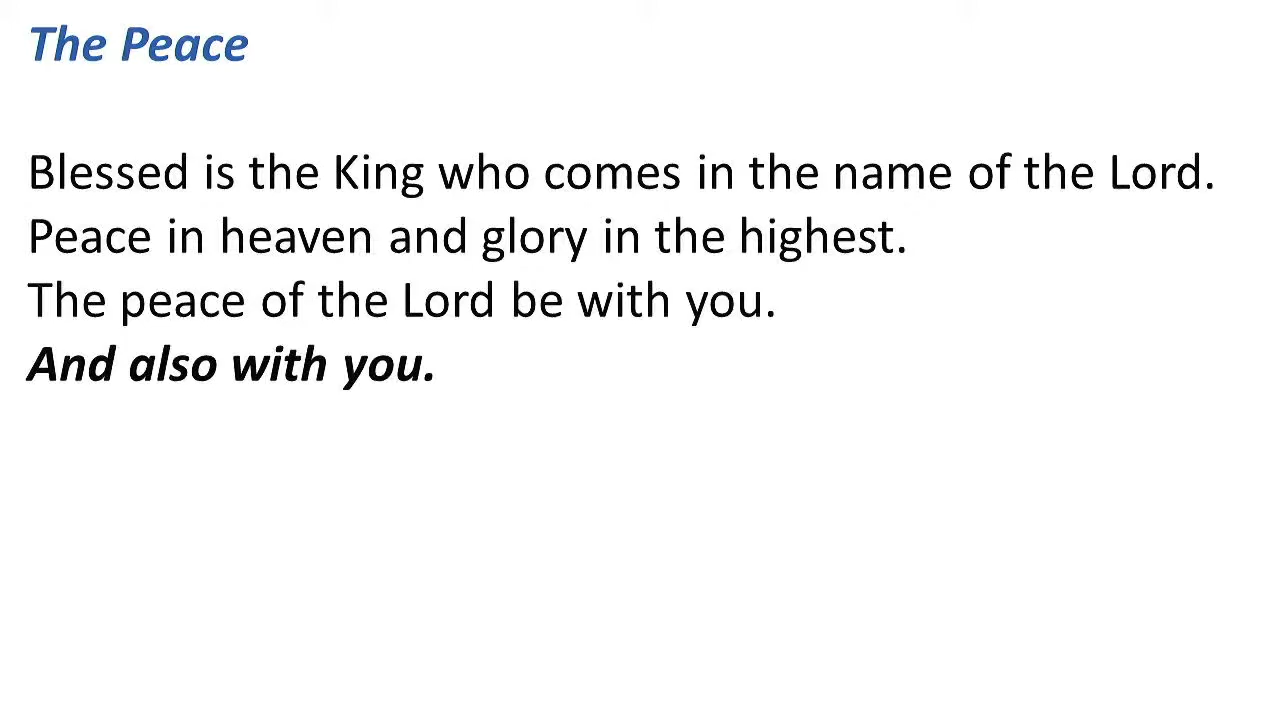 The Peace
Blessed is the King who comes in the name of the Lord.
Peace in heaven and glory in the highest.
The peace of the Lord be with you.
And also with you.